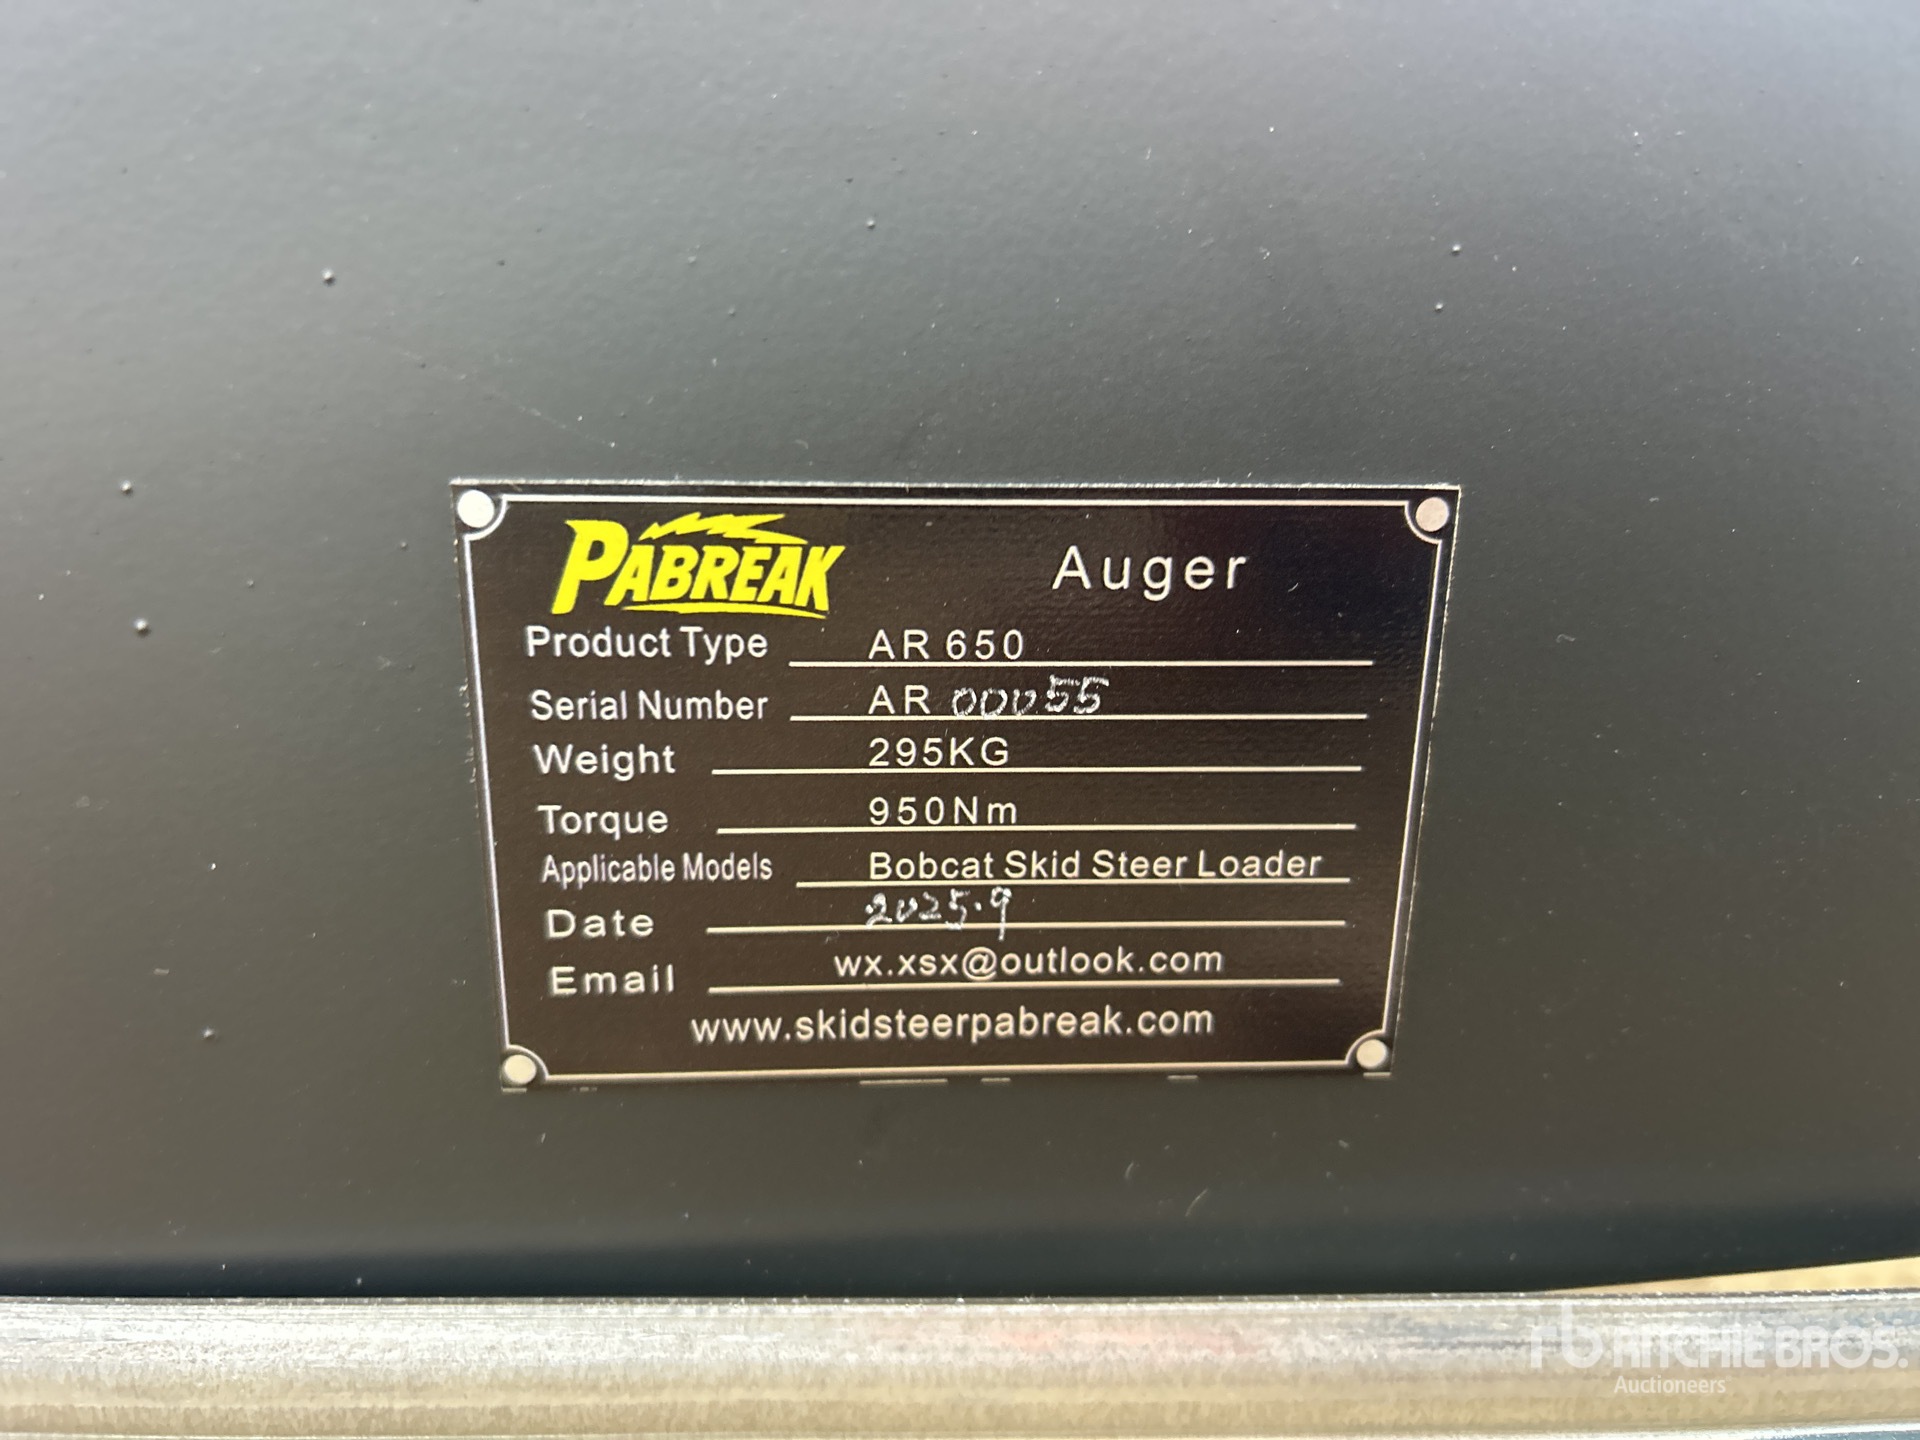 PABREAK Auger
Product Type AR 650
Serial Number AR 00055
Weight 295KG
Torque 950Nm
Applicable Models Bobcat Skid Steer Loader
Date 2025.9
Email wx.xsx@outlook.com
www.skidsteerpabreak.com
rb RITCHIE BROS.
Auctioneers